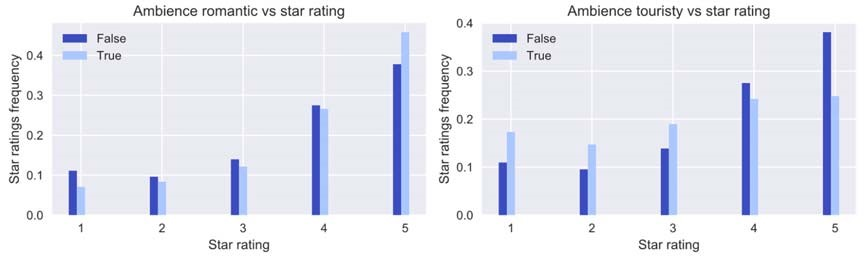 Ambience romantic vs star rating
False
True
Star ratings frequency
0.4
0.3
0.2
0.1
0.0
1 2 3 4 5
Star rating
Ambience touristy vs star rating
False
True
Star ratings frequency
0.4
0.3
0.2
0.1
0.0
1 2 3 4 5
Star rating